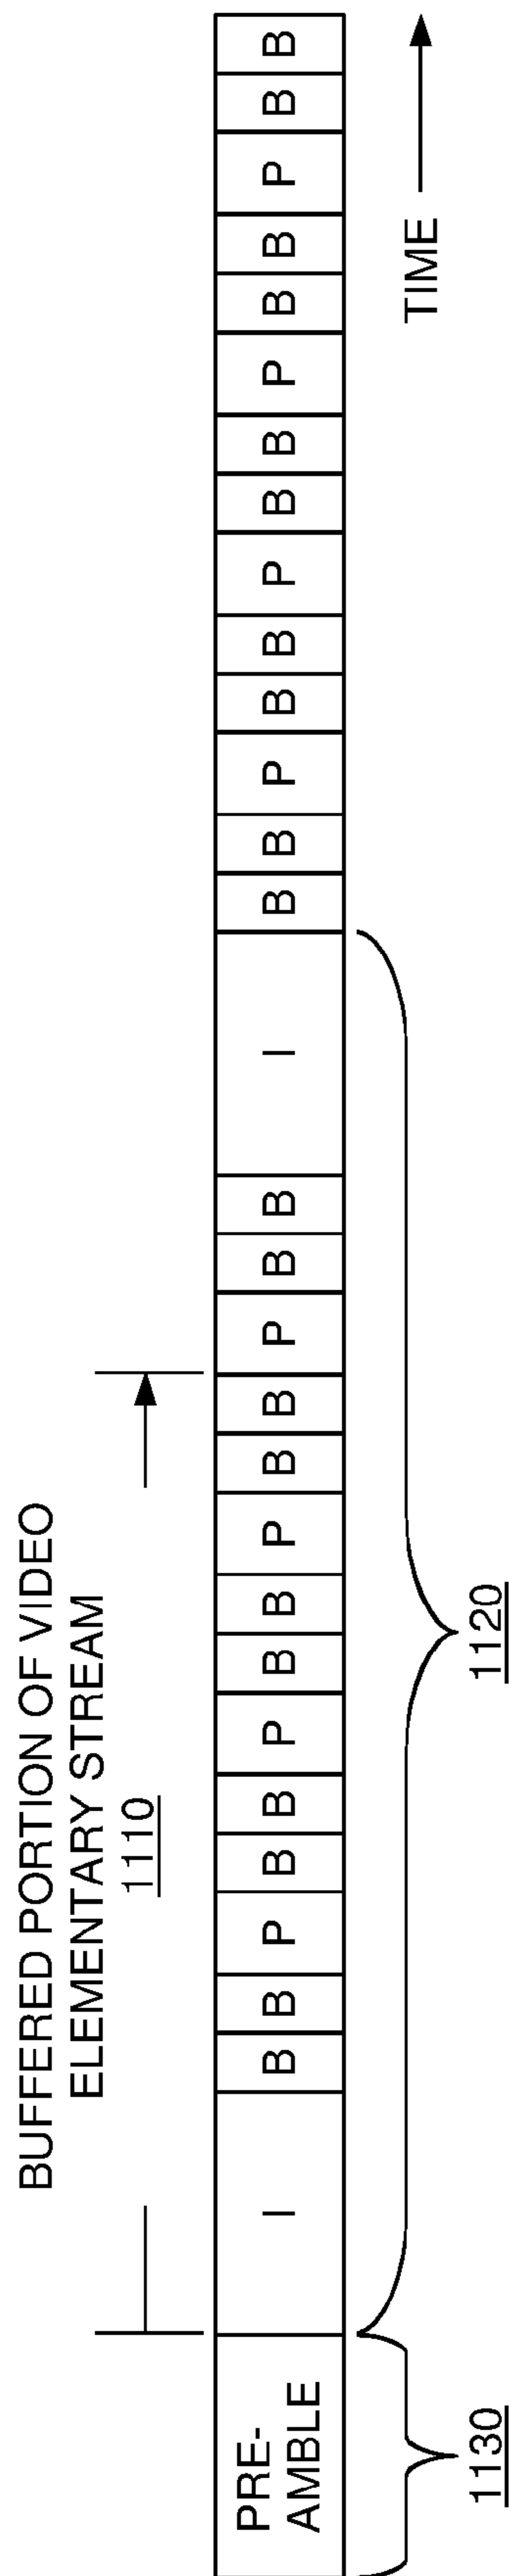 BUFFERED PORTION OF VIDEO
ELEMENTARY STREAM
1110
PRE-
AMBLE
I B B P B B P B B P B B P B B I B B P B B P B B P B B P B B
TIME
1130
1120